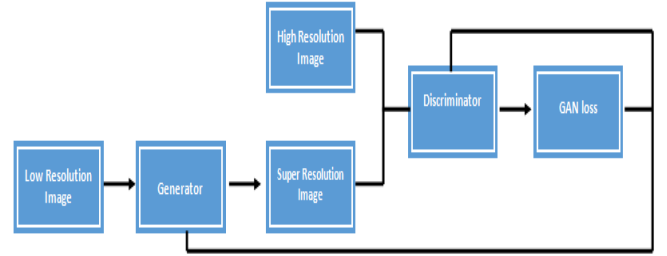 High Resolution
Image
Discriminator
GAN loss
Low Resolution
Image
Generator
Super Resolution
Image